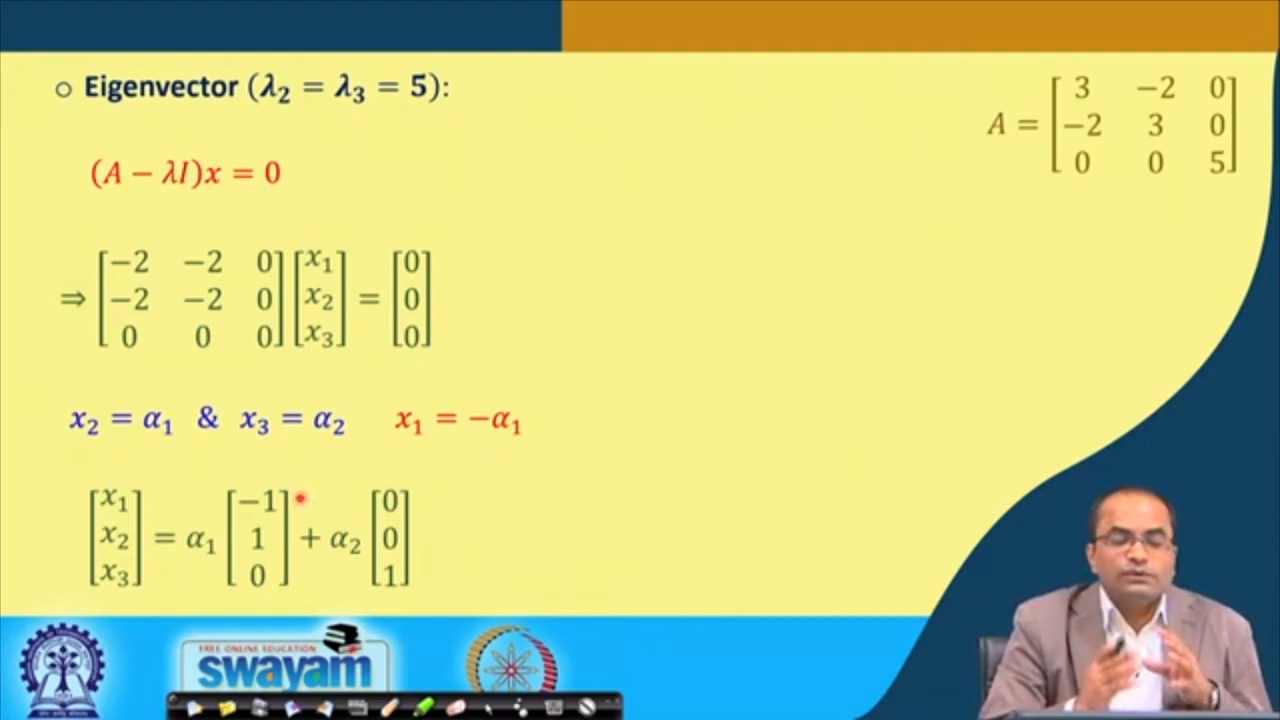 ○ Eigenvector (λ₂ = λ₃ = 5):
A = [3 −2 0; −2 3 0; 0 0 5]
(A − λI)x = 0
⇒ [−2 −2 0; −2 −2 0; 0 0 0] [x₁; x₂; x₃] = [0; 0; 0]
x₂ = α₁ & x₃ = α₂ x₁ = −α₁
[x₁; x₂; x₃] = α₁ [−1; 1; 0] + α₂ [0; 0; 1]
FREE ONLINE EDUCATION
swayam